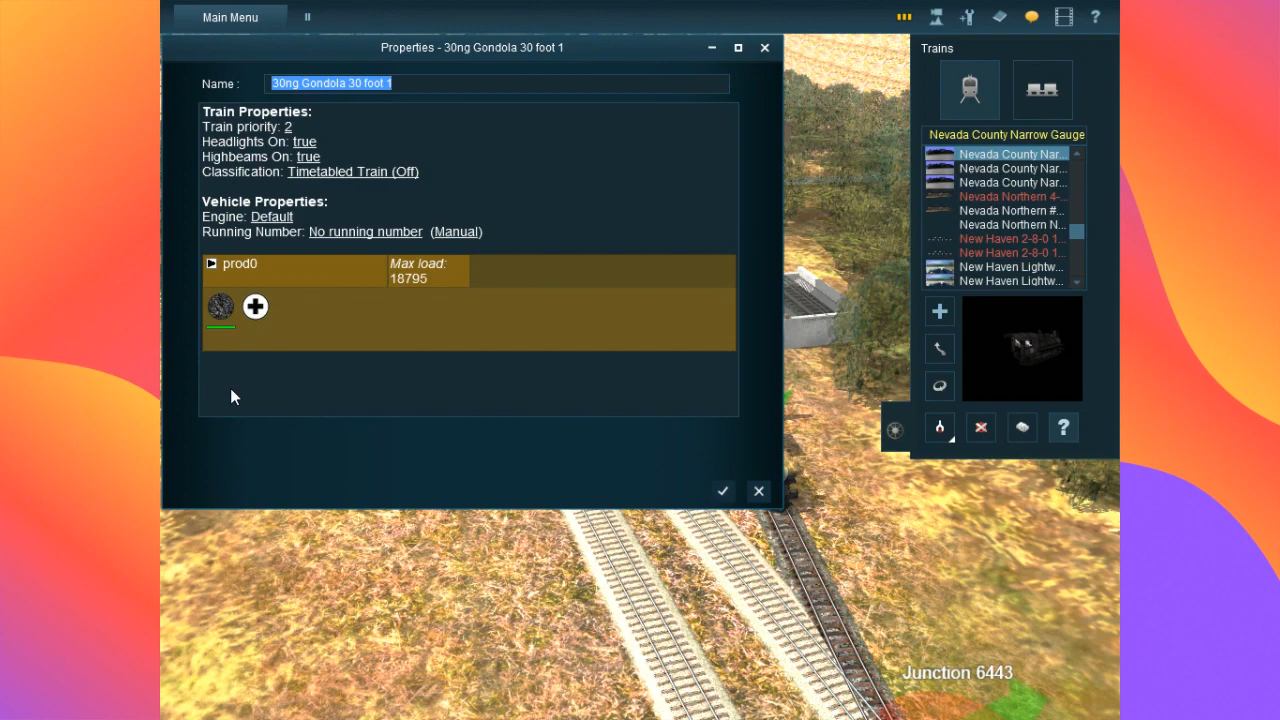 Main Menu
Properties - 30ng Gondola 30 foot 1
Name :
30ng Gondola 30 foot 1
Train Properties:
Train priority: 2
Headlights On: true
Highbeams On: true
Classification: Timetabled Train (Off)
Vehicle Properties:
Engine: Default
Running Number: No running number (Manual)
prod0
Max load:
18795
Trains
Nevada County Narrow Gauge
Nevada County Nar...
Nevada County Nar...
Nevada County Nar...
Nevada Northern 4-...
Nevada Northern #...
Nevada Northern N...
New Haven 2-8-0 1...
New Haven 2-8-0 1...
New Haven Lightw...
New Haven Lightw...
Junction 6443